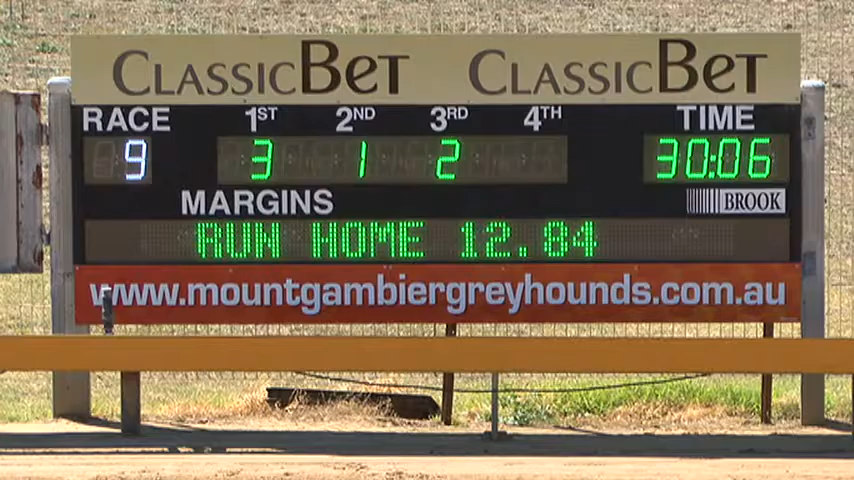 CLASSICBET CLASSICBET
RACE 1ST 2ND 3RD 4TH TIME
9 3 1 2 30:06
MARGINS BROOK
RUN HOME 12.84
www.mountgambiergreyhounds.com.au